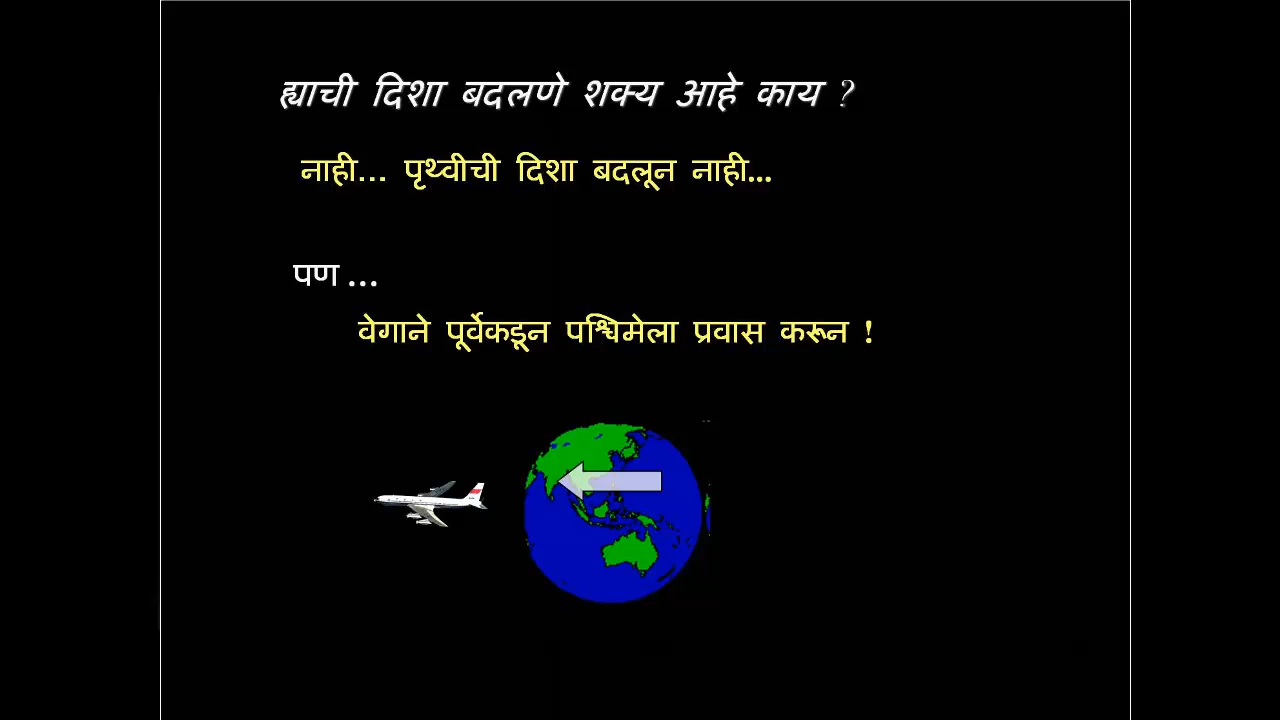 ह्याची दिशा बदलणे शक्य आहे काय ?
नाही... पृथ्वीची दिशा बदलून नाही...
पण ...
वेगाने पूर्वेकडून पश्चिमेला प्रवास करून !